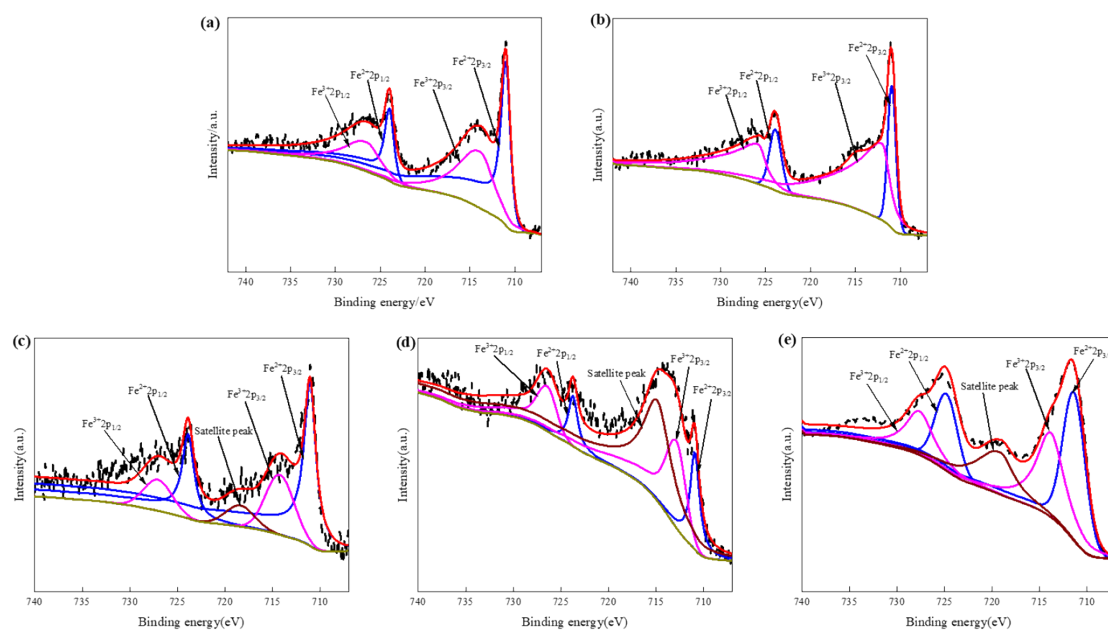 (a)
Fe³⁺2p₁/₂
Fe²⁺2p₁/₂
Fe³⁺2p₃/₂
Fe²⁺2p₃/₂
Intensity/a.u.
740 735 730 725 720 715 710
Binding energy/eV
(b)
Fe³⁺2p₁/₂
Fe²⁺2p₁/₂
Fe³⁺2p₃/₂
Fe²⁺2p₃/₂
Intensity(a.u.)
740 735 730 725 720 715 710
Binding energy(eV)
(c)
Fe³⁺2p₁/₂
Fe²⁺2p₁/₂
Satellite peak
Fe³⁺2p₃/₂
Fe²⁺2p₃/₂
Intensity(a.u.)
740 735 730 725 720 715 710
Binding energy(eV)
(d)
Fe³⁺2p₁/₂
Fe²⁺2p₁/₂
Satellite peak
Fe³⁺2p₃/₂
Fe²⁺2p₃/₂
Intensity(a.u.)
740 735 730 725 720 715 710
Binding energy(eV)
(e)
Fe³⁺2p₁/₂
Fe²⁺2p₁/₂
Satellite peak
Fe³⁺2p₃/₂
Fe²⁺2p₃/₂
Intensity(a.u.)
740 735 730 725 720 715 710
Binding energy(eV)